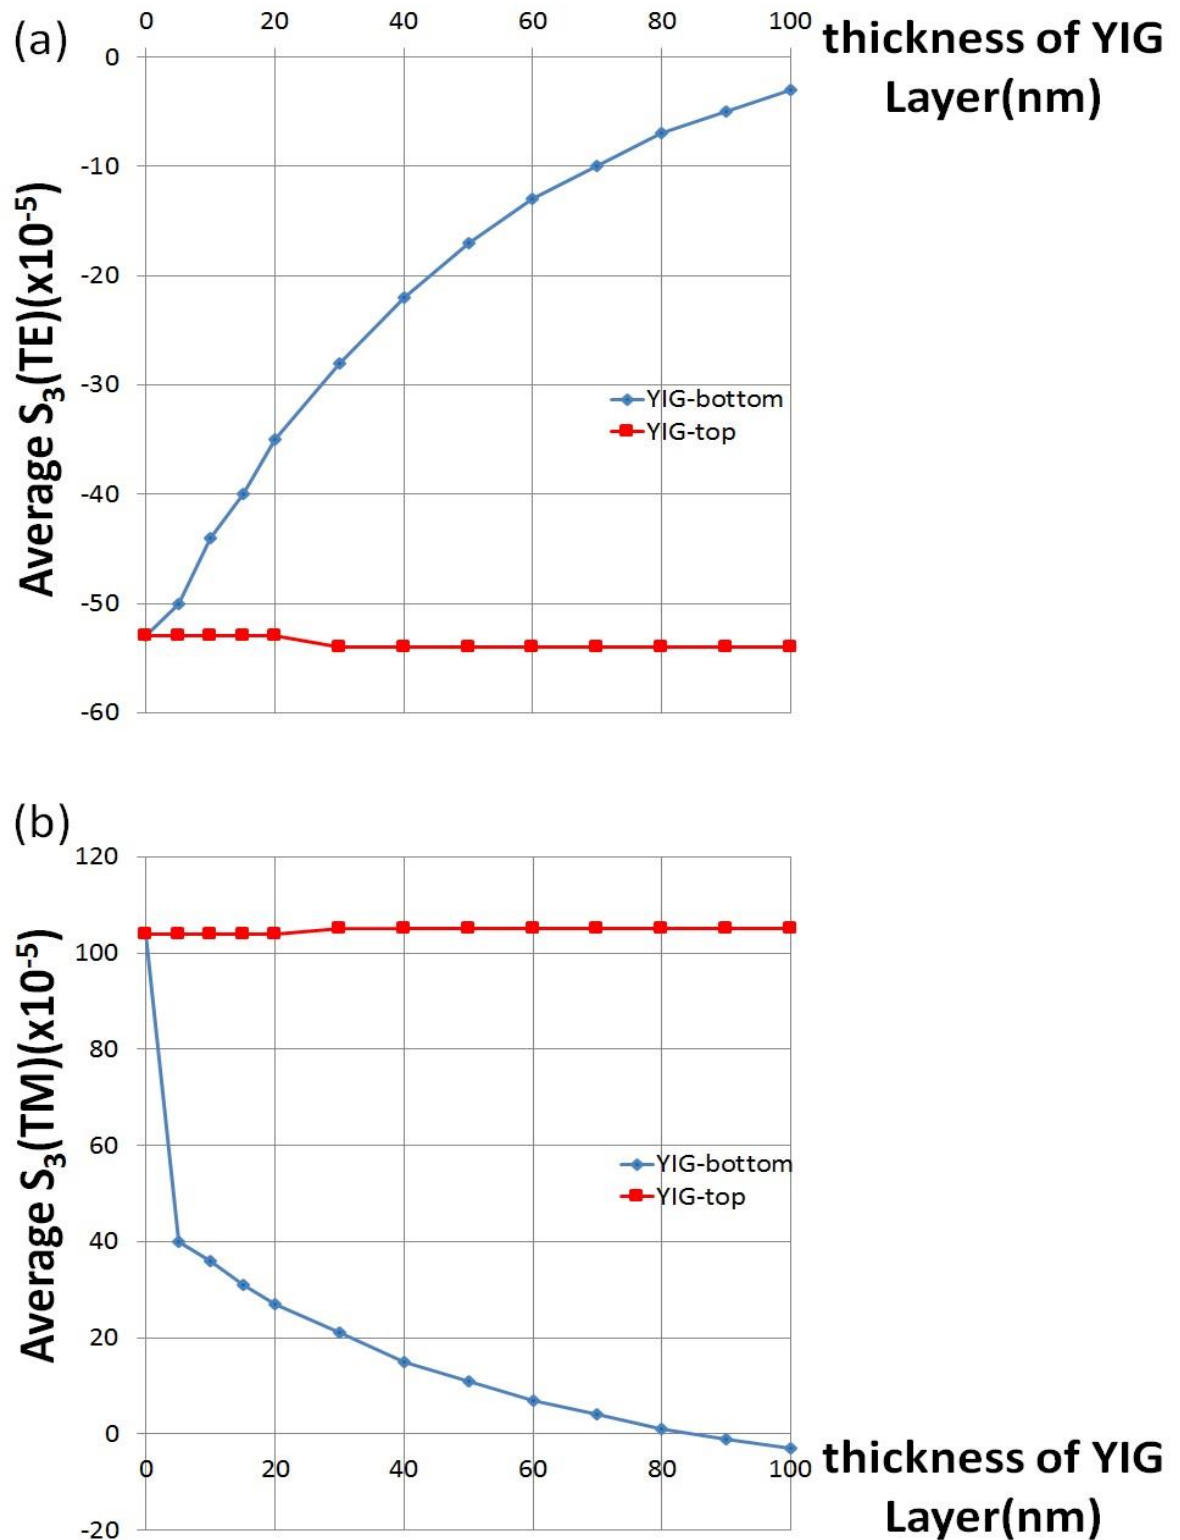 (a)
0 20 40 60 80 100
thickness of YIG
Layer(nm)
0
-10
-20
-30
-40
-50
-60
Average S3(TE)(x10-5)
YIG-bottom
YIG-top
(b)
120
100
80
60
40
20
0
-20
Average S3(TM)(x10-5)
YIG-bottom
YIG-top
0 20 40 60 80 100
thickness of YIG
Layer(nm)